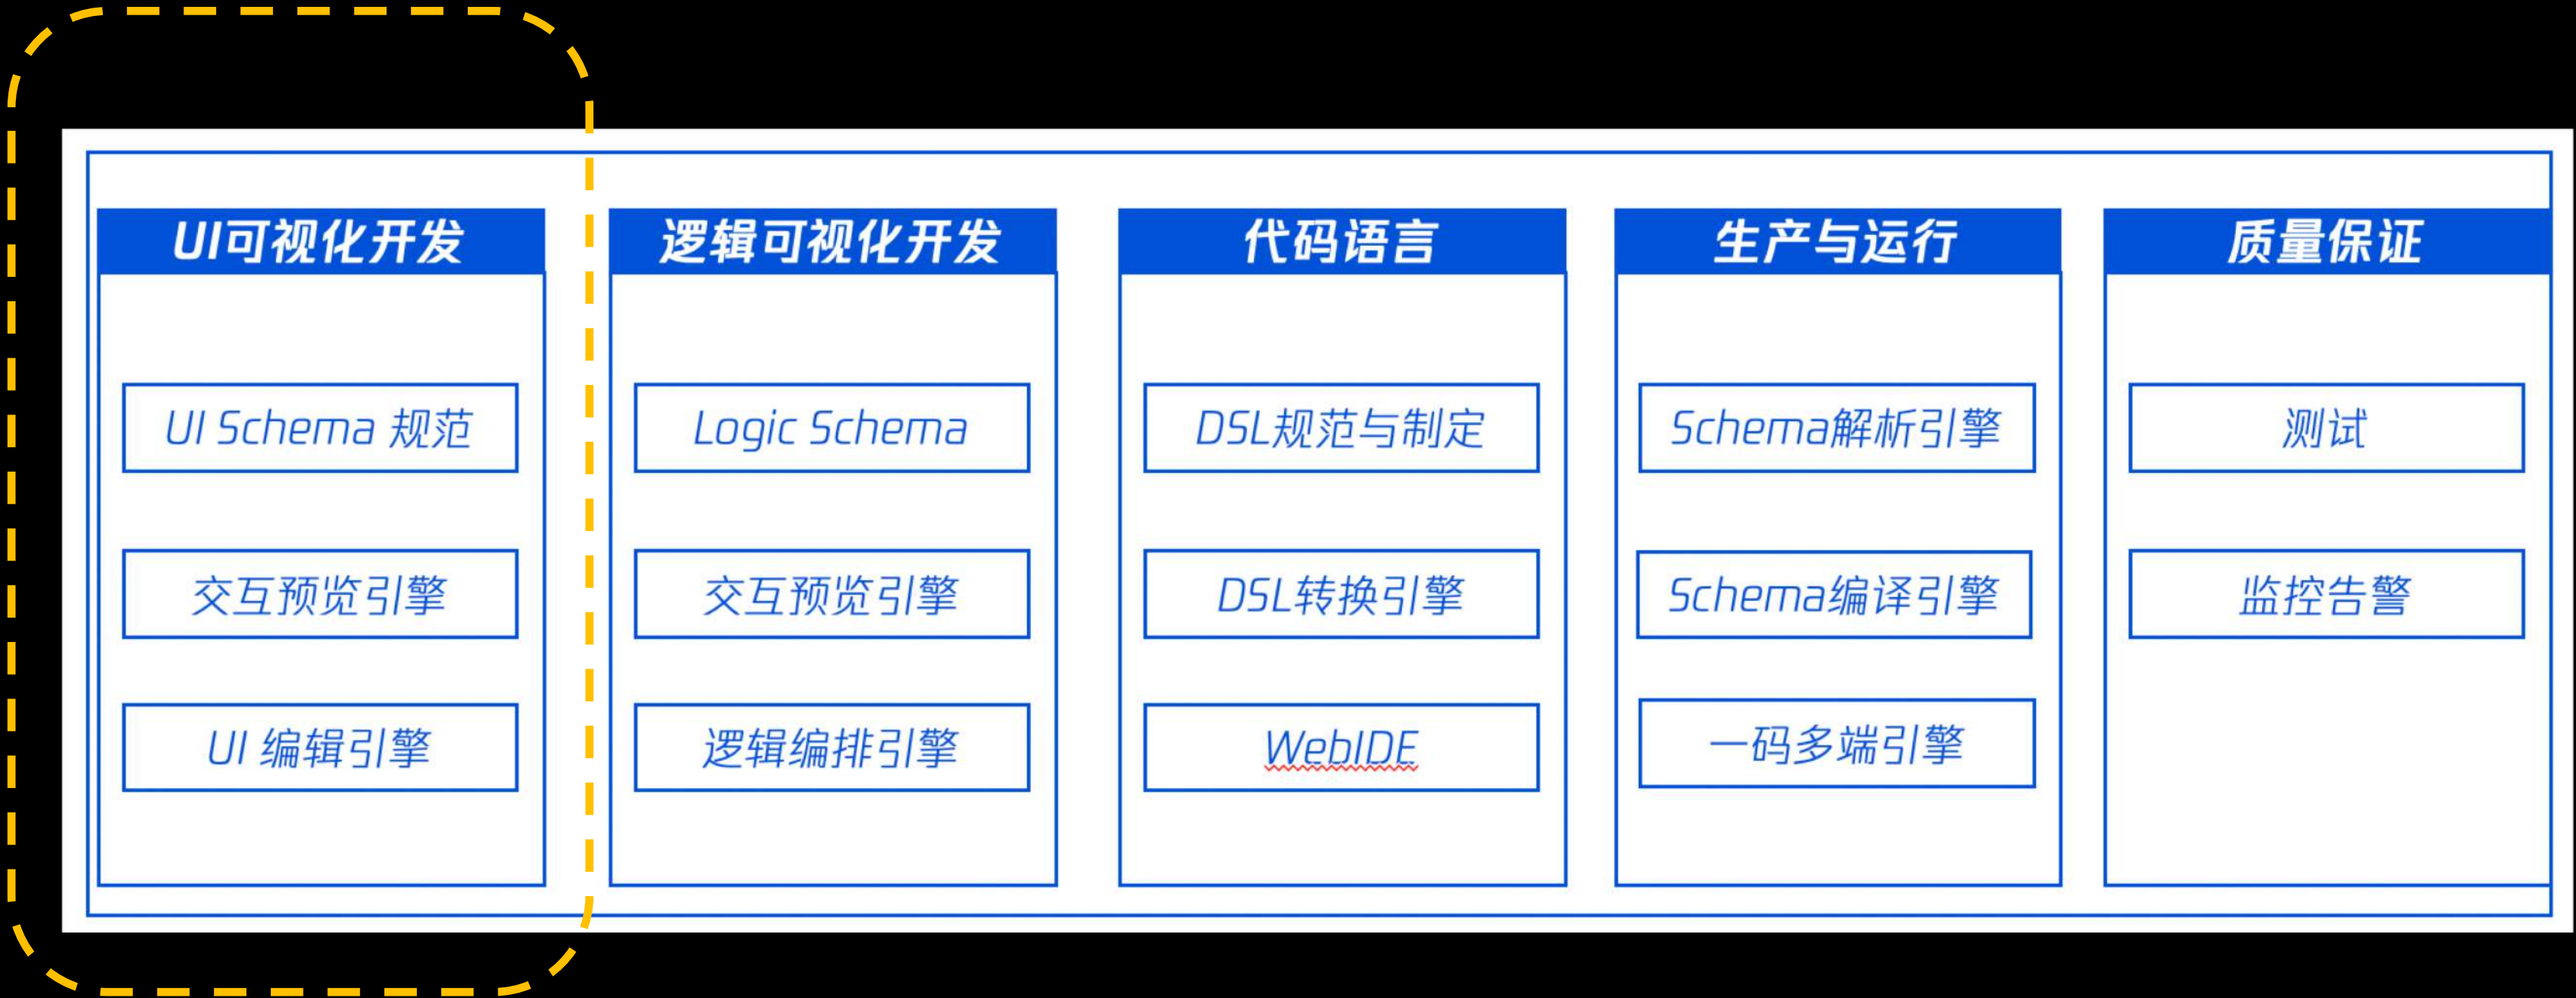 UI可视化开发
UI Schema 规范
交互预览引擎
UI 编辑引擎
逻辑可视化开发
Logic Schema
交互预览引擎
逻辑编排引擎
代码语言
DSL规范与制定
DSL转换引擎
WebIDE
生产与运行
Schema解析引擎
Schema编译引擎
一码多端引擎
质量保证
测试
监控告警